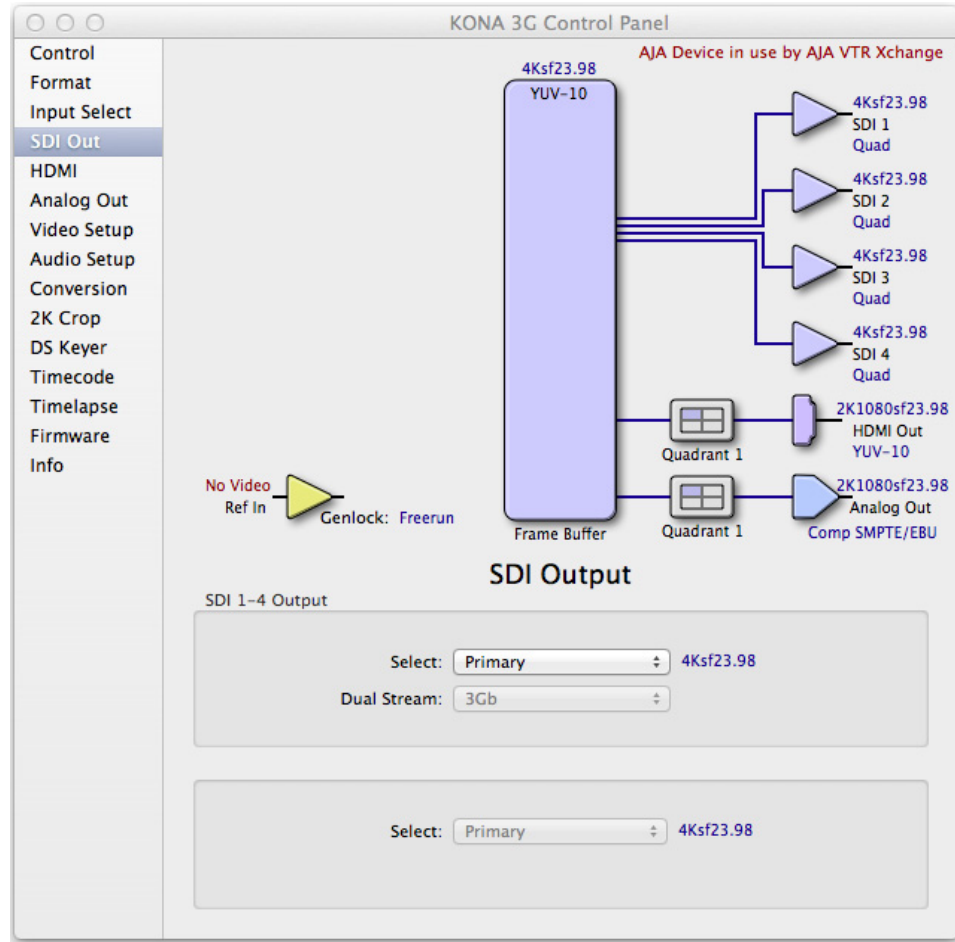 KONA 3G Control Panel
Control
Format
Input Select
SDI Out
HDMI
Analog Out
Video Setup
Audio Setup
Conversion
2K Crop
DS Keyer
Timecode
Timelapse
Firmware
Info
AJA Device in use by AJA VTR Xchange
4Ksf23.98
YUV-10
4Ksf23.98
SDI 1
Quad
4Ksf23.98
SDI 2
Quad
4Ksf23.98
SDI 3
Quad
4Ksf23.98
SDI 4
Quad
2K1080sf23.98
HDMI Out
YUV-10
Quadrant 1
2K1080sf23.98
Analog Out
Comp SMPTE/EBU
Quadrant 1
No Video
Ref In
Genlock: Freerun
Frame Buffer
SDI Output
SDI 1-4 Output
Select: Primary 4Ksf23.98
Dual Stream: 3Gb
Select: Primary 4Ksf23.98